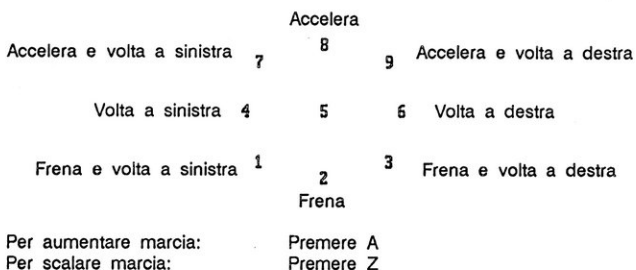 Accelera
Accelera e volta a sinistra 7 8 9 Accelera e volta a destra
Volta a sinistra 4 5 6 Volta a destra
Frena e volta a sinistra 1 2 3 Frena e volta a destra
Frena
Per aumentare marcia: Premere A
Per scalare marcia: Premere Z